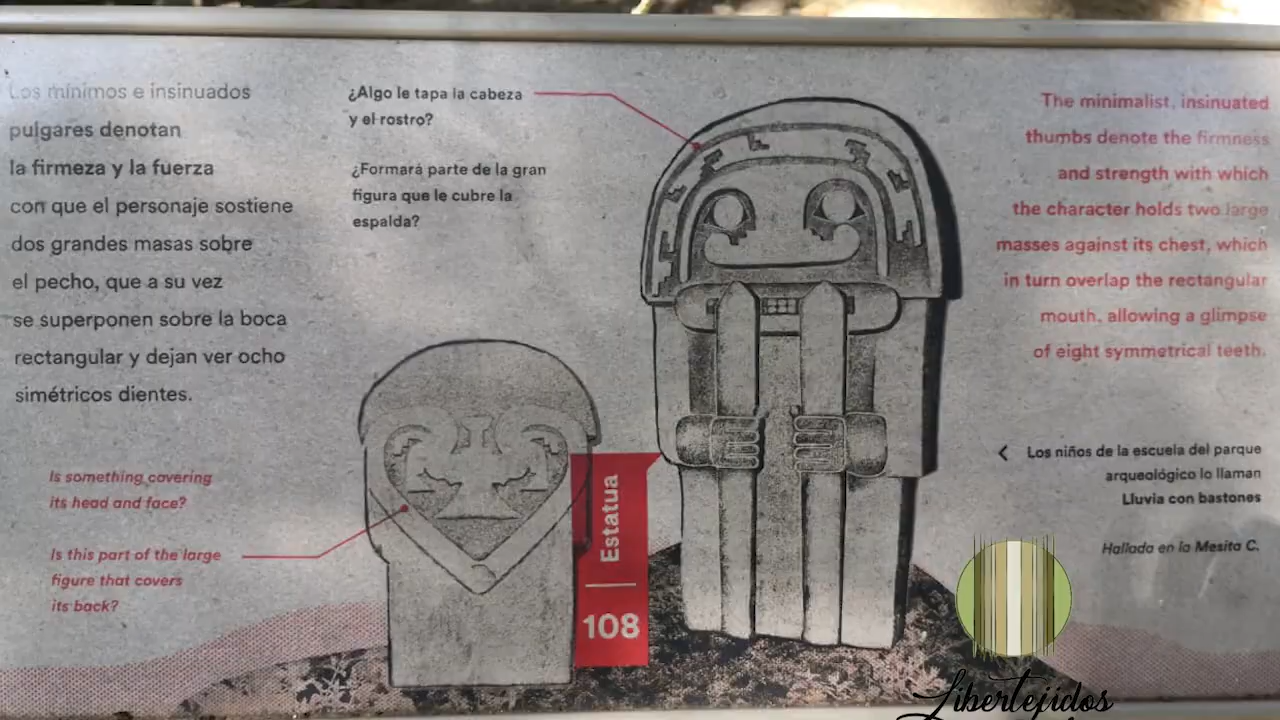 Los mínimos e insinuados
pulgares denotan
la firmeza y la fuerza
con que el personaje sostiene
dos grandes masas sobre
el pecho, que a su vez
se superponen sobre la boca
rectangular y dejan ver ocho
simétricos dientes.
¿Algo le tapa la cabeza
y el rostro?
¿Formará parte de la gran
figura que le cubre la
espalda?
The minimalist, insinuated
thumbs denote the firmness
and strength with which
the character holds two large
masses against its chest, which
in turn overlap the rectangular
mouth, allowing a glimpse
of eight symmetrical teeth.
Is something covering
its head and face?
Is this part of the large
figure that covers
its back?
Estatua
108
Los niños de la escuela del parque
arqueológico lo llaman
Lluvia con bastones
Hallada en la Mesita C.
Libertejidos